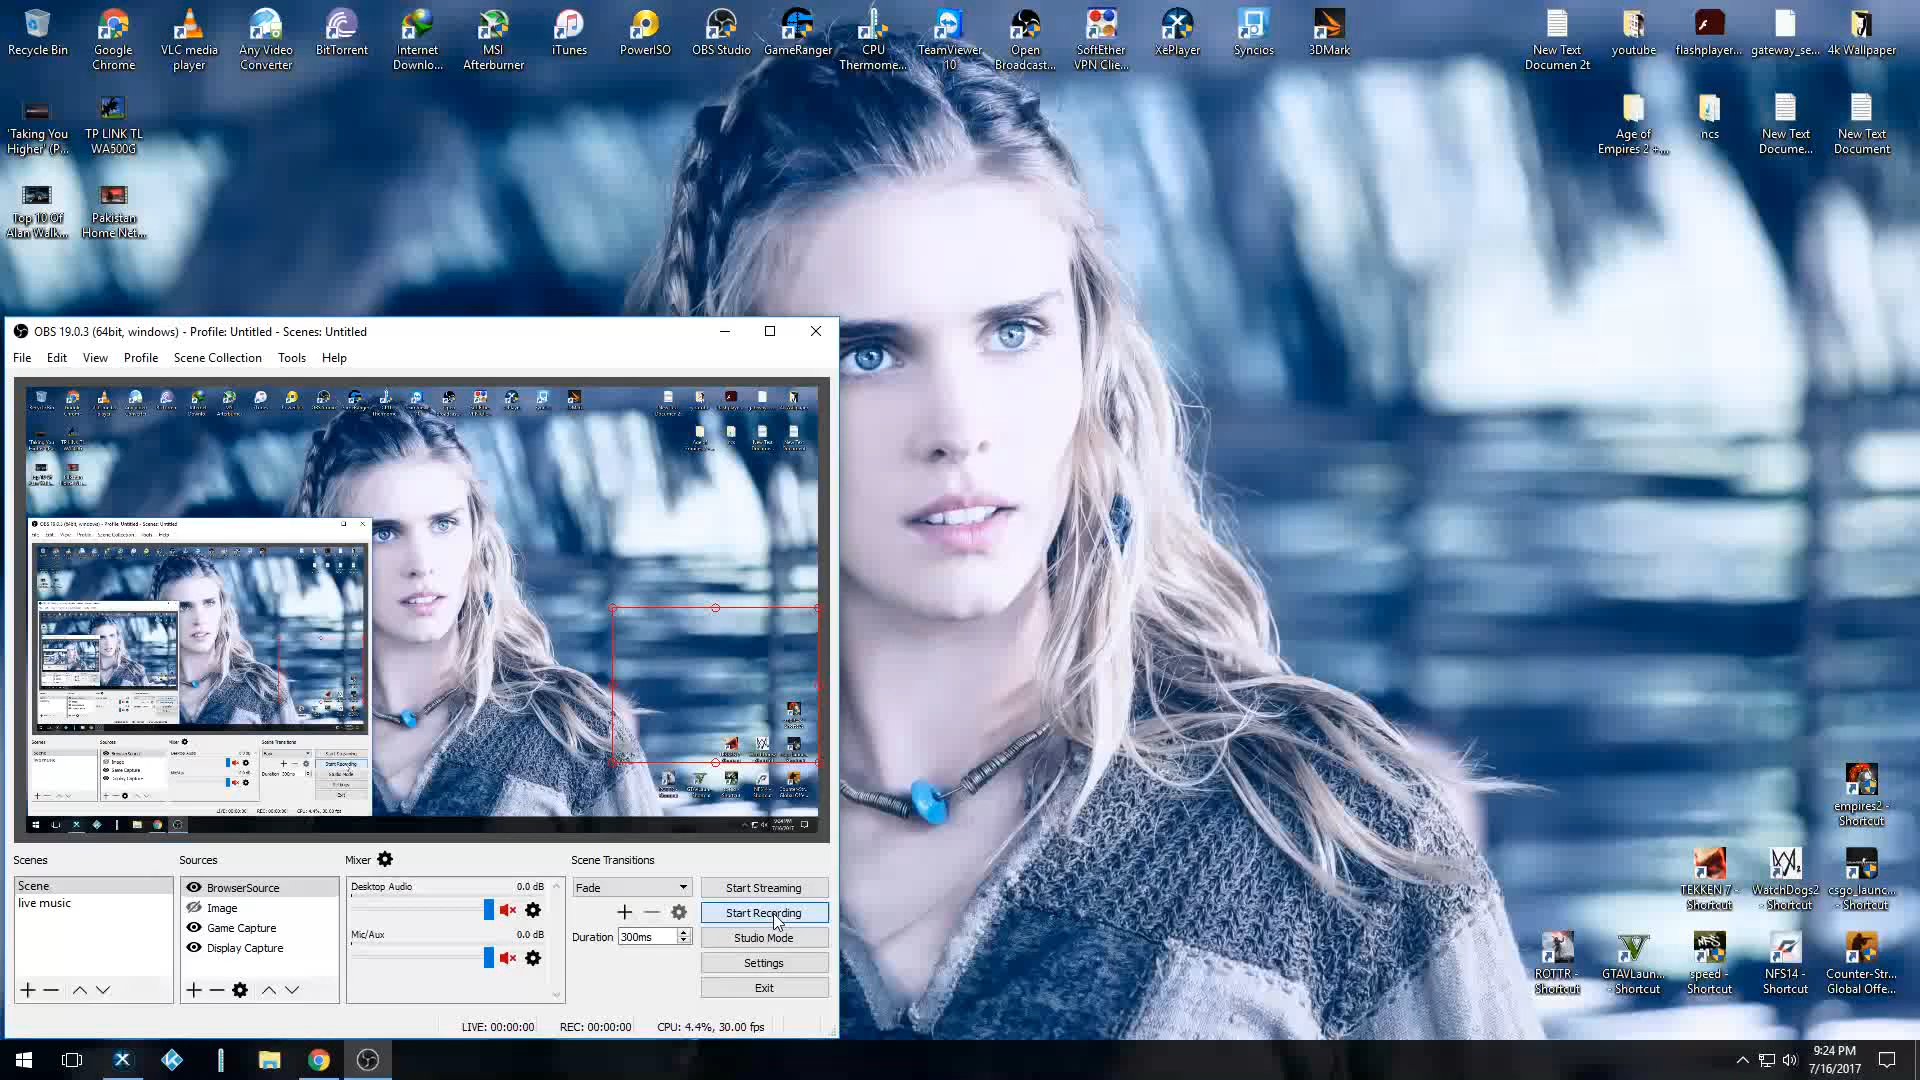 Recycle Bin
Google
Chrome
VLC media
player
Any Video
Converter
BitTorrent
Internet
Downlo...
MSI
Afterburner
iTunes
PowerISO
OBS Studio
GameRanger
CPU
Thermome...
TeamViewer
10
Open
Broadcast...
SoftEther
VPN Clie...
XePlayer
Syncios
3DMark
New Text
Documen 2t
youtube
flashplayer...
gateway_se...
4k Wallpaper
'Taking You
Higher' (P...
TP LINK TL
WA500G
Age of
Empires 2 +...
ncs
New Text
Docume...
New Text
Document
Top 10 Of
Alan Walk...
Pakistan
Home Net...
OBS 19.0.3 (64bit, windows) - Profile: Untitled - Scenes: Untitled
File Edit View Profile Scene Collection Tools Help
Scenes
Scene
live music
Sources
BrowserSource
Image
Game Capture
Display Capture
Mixer
Desktop Audio 0.0 dB
Mic/Aux 0.0 dB
Scene Transitions
Fade
Duration 300ms
Start Streaming
Start Recording
Studio Mode
Settings
Exit
LIVE: 00:00:00 REC: 00:00:00 CPU: 4.4%, 30.00 fps
empires2 -
Shortcut
TEKKEN 7 -
Shortcut
WatchDogs2
- Shortcut
csgo_launc...
- Shortcut
ROTTR -
Shortcut
GTAVLaun...
- Shortcut
speed -
Shortcut
NFS14 -
Shortcut
Counter-Str...
Global Offe...
9:24 PM
7/16/2017